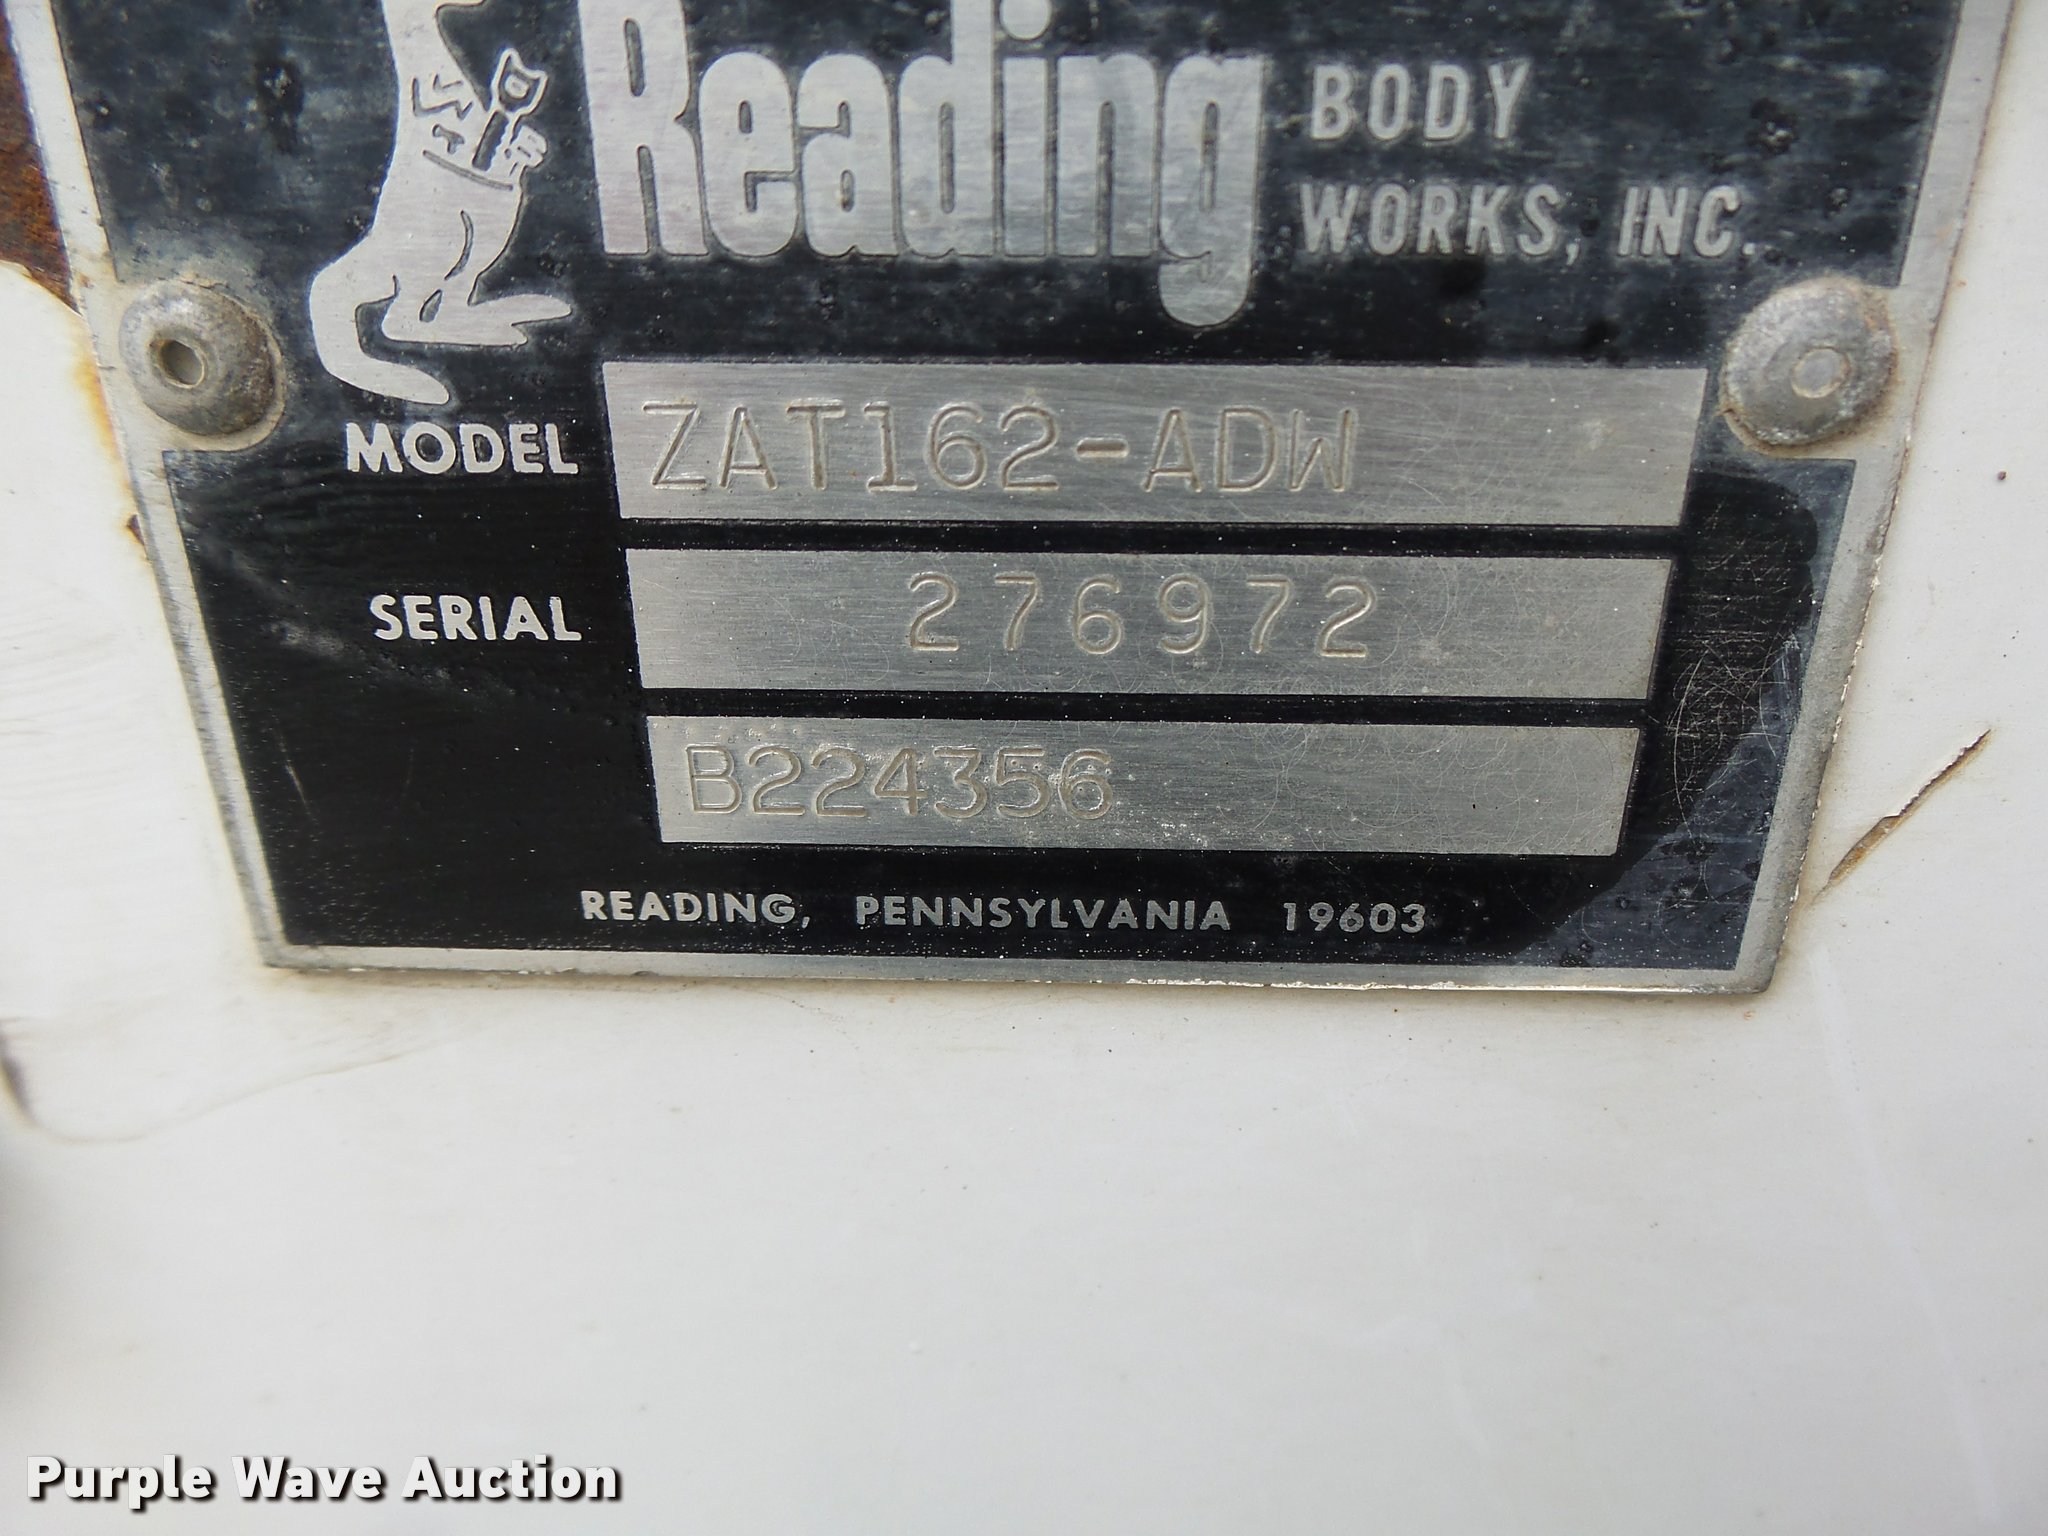 Reading BODY
WORKS, INC.
MODEL ZAT162-ADW
SERIAL 276972
B224356
READING, PENNSYLVANIA 19603
Purple Wave Auction